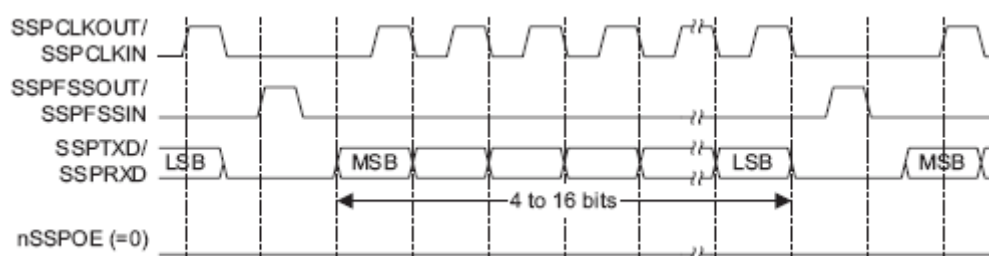 SSPCLKOUT/
SSPCLKIN
SSPFSSOUT/
SSPFSSIN
SSPTXD/
SSPRXD
LSB
MSB
LSB
MSB
4 to 16 bits
nSSPOE (=0)